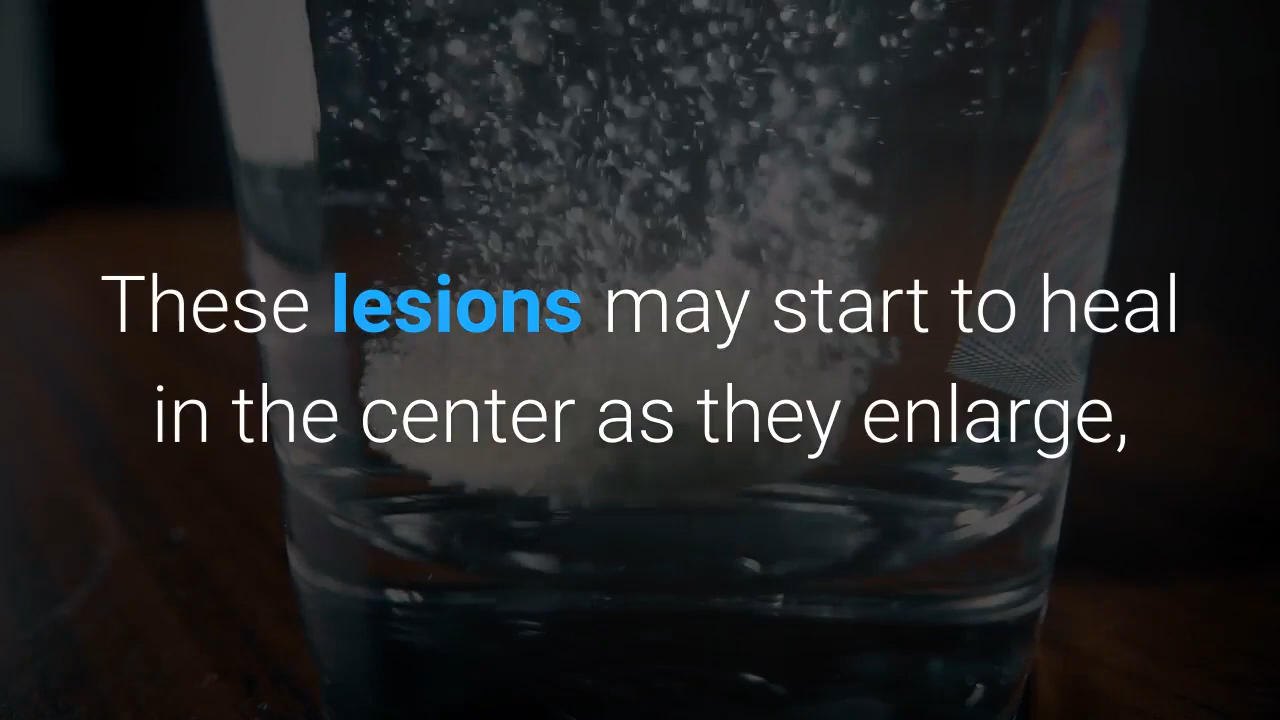 These lesions may start to heal
in the center as they enlarge,